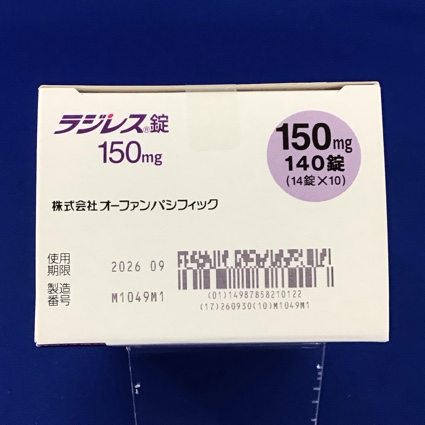 ラジレス®錠
150mg
150mg
140錠
(14錠×10)
株式会社オーファンパシフィック
使用
期限 2026 09
製造
番号 M1049M1
(01)14987858210122
(17)260930(10)M1049M1